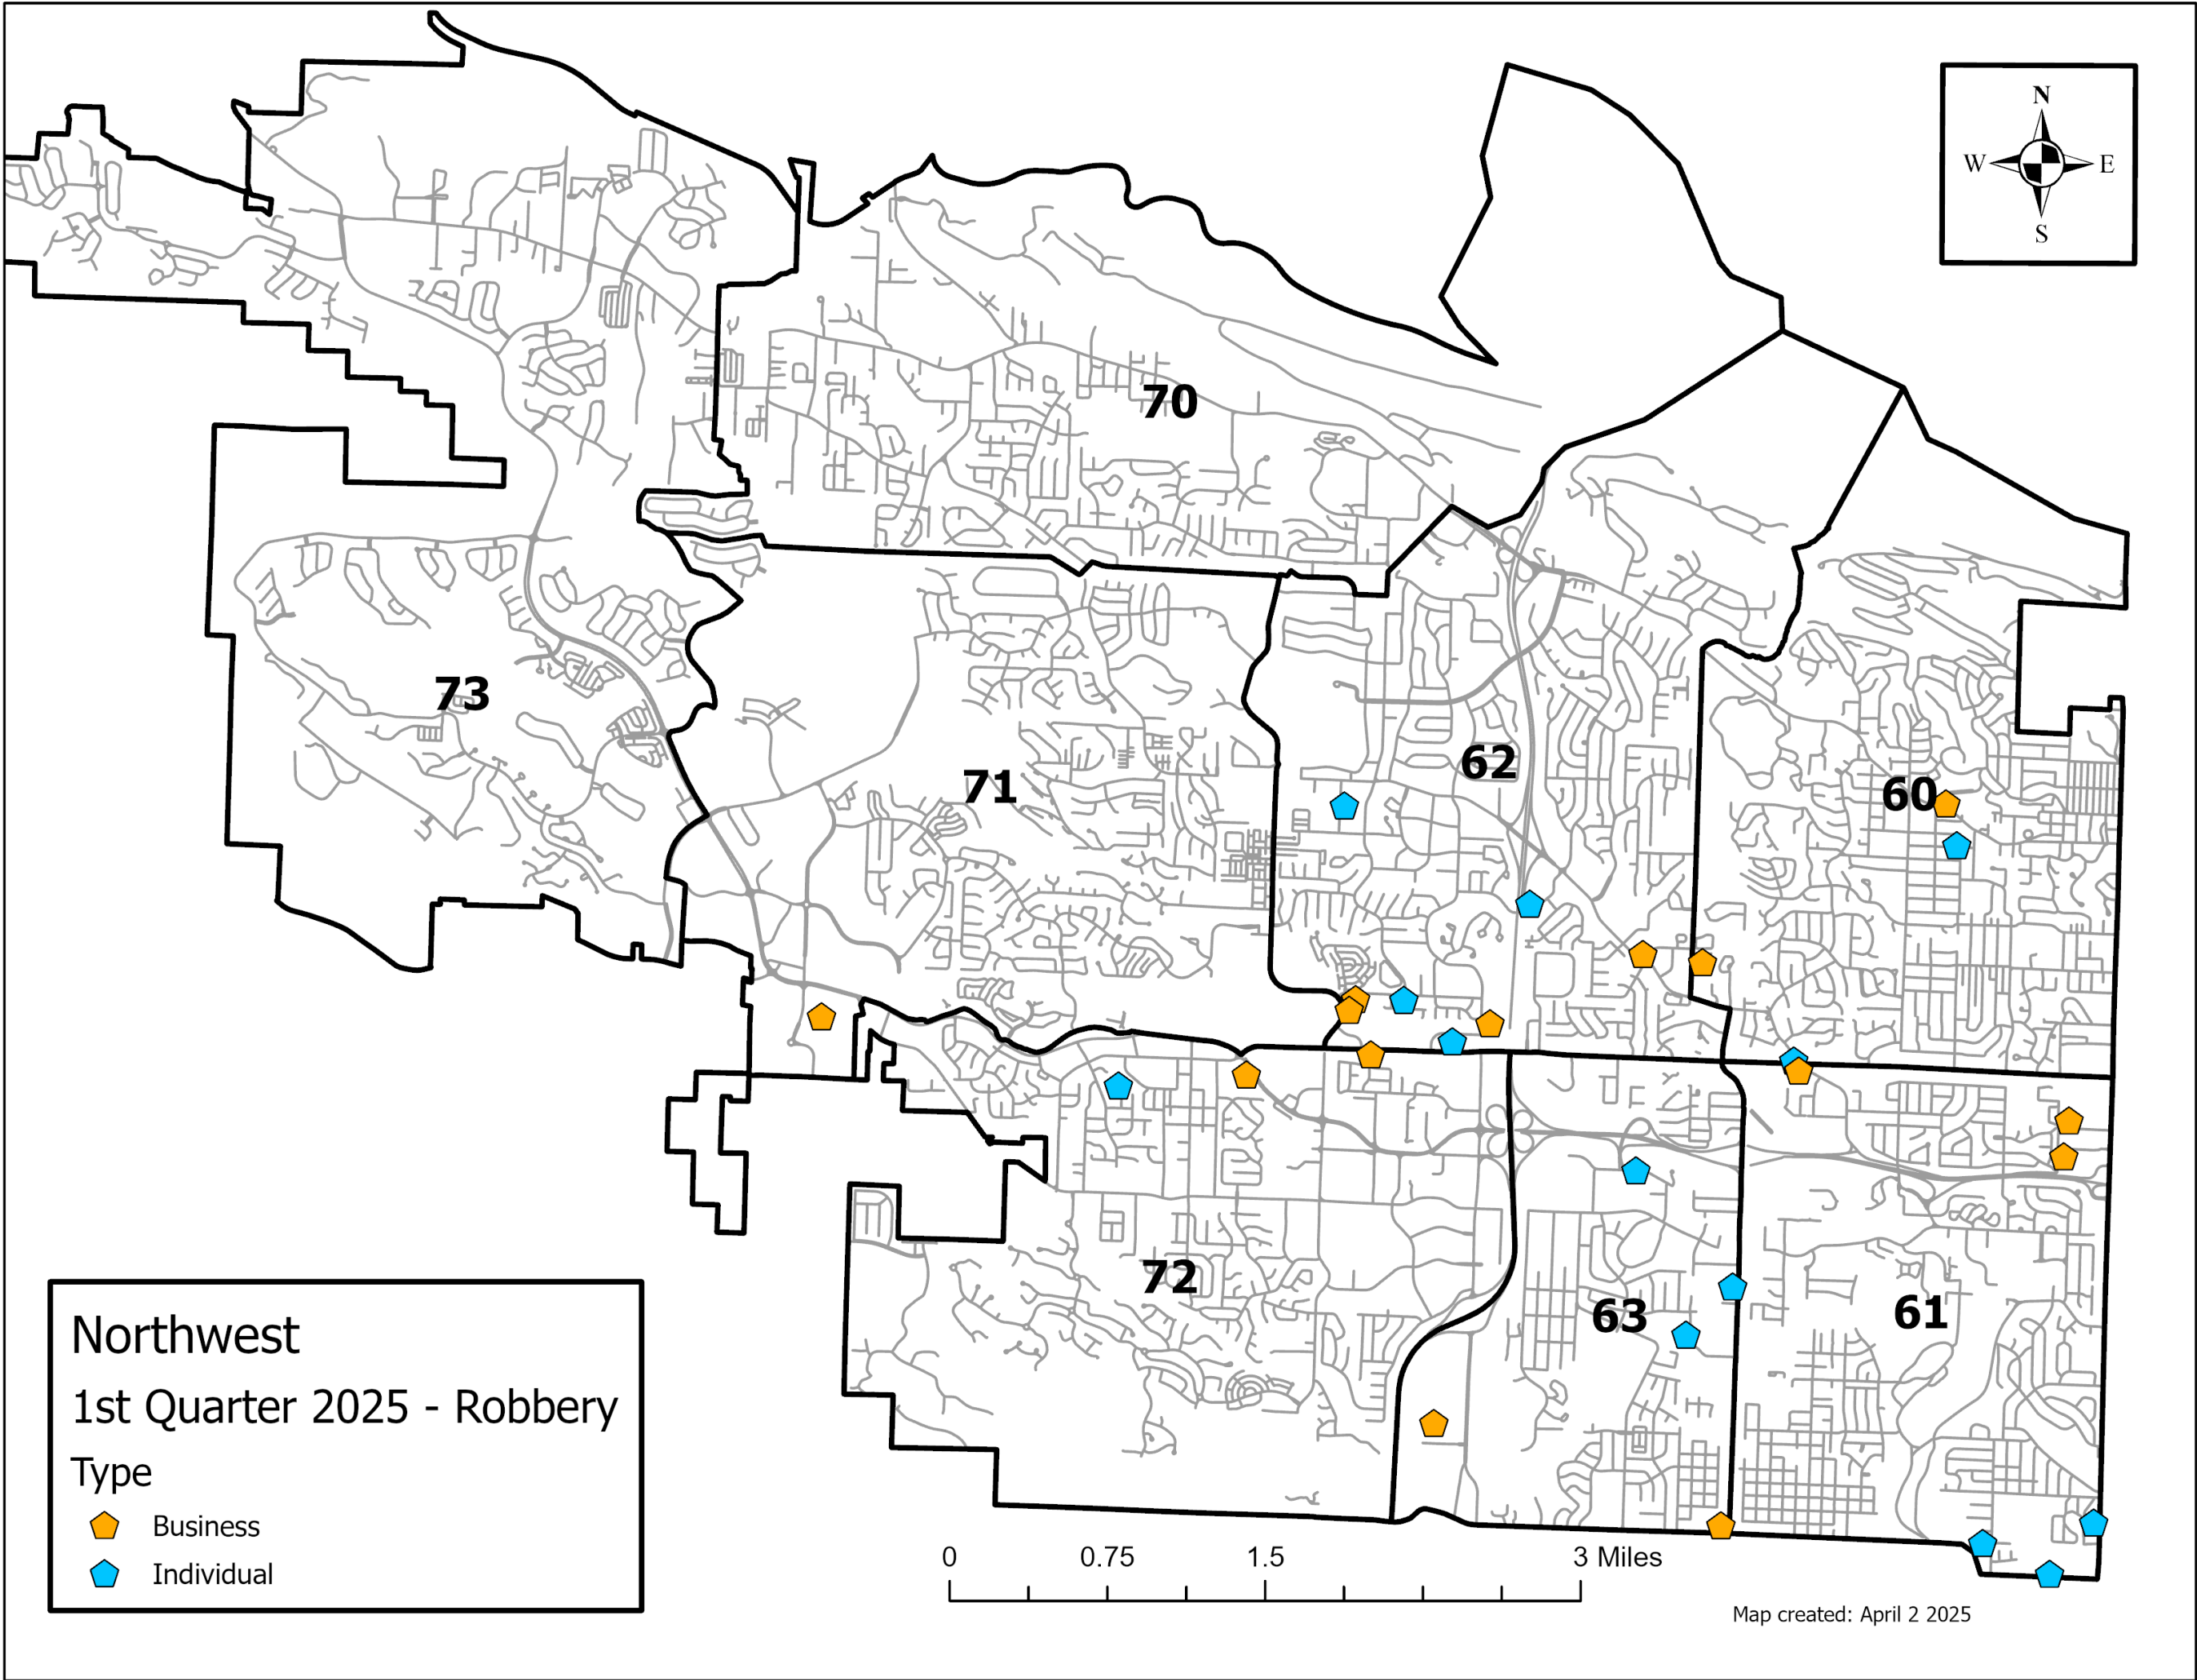 N
W E
S
70
73
71
62
60
72
63
61
Northwest
1st Quarter 2025 - Robbery
Type
Business
Individual
0 0.75 1.5 3 Miles
Map created: April 2 2025